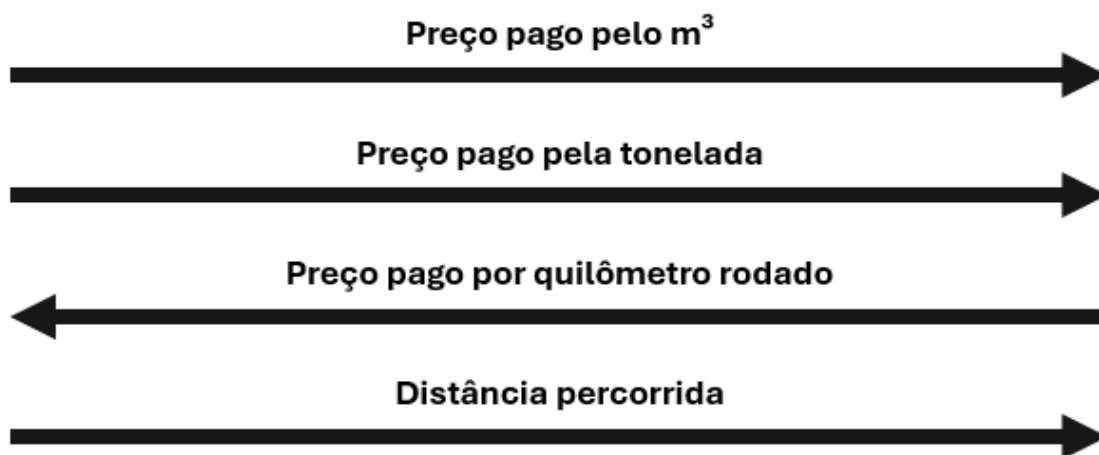 Preço pago pelo m³
Preço pago pela tonelada
Preço pago por quilômetro rodado
Distância percorrida